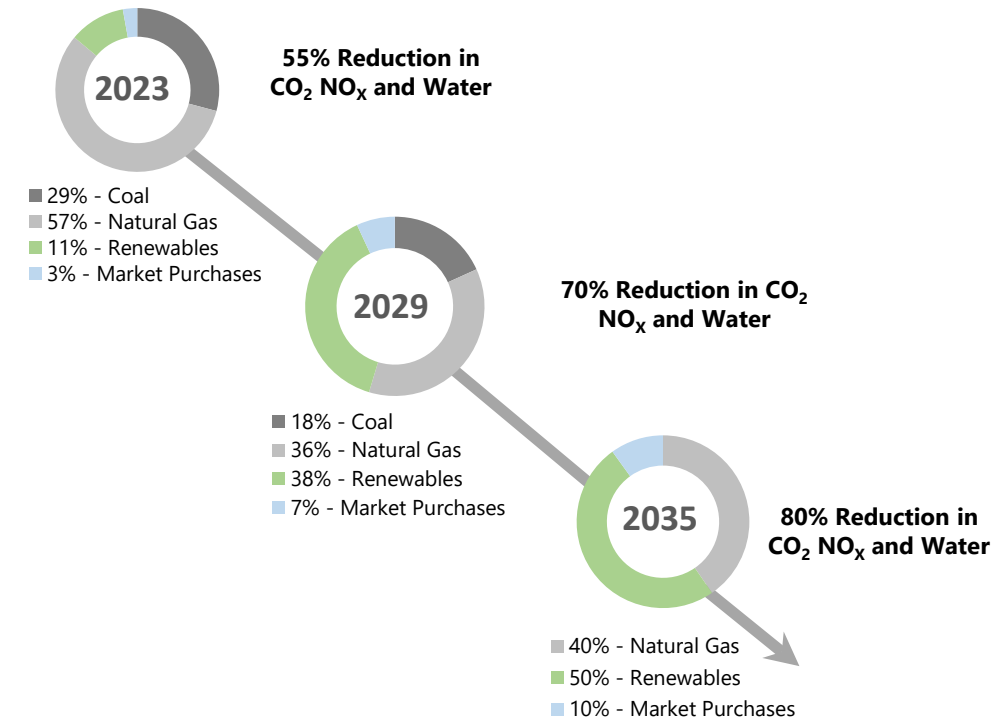 2023
55% Reduction in
CO₂ NOₓ and Water
29% - Coal
57% - Natural Gas
11% - Renewables
3% - Market Purchases
2029
70% Reduction in CO₂
NOₓ and Water
18% - Coal
36% - Natural Gas
38% - Renewables
7% - Market Purchases
2035
80% Reduction in
CO₂ NOₓ and Water
40% - Natural Gas
50% - Renewables
10% - Market Purchases